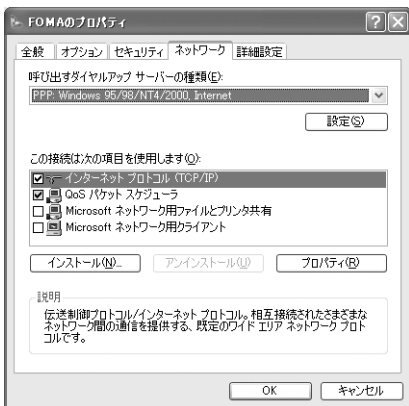 FOMAのプロパティ
全般 オプション セキュリティ ネットワーク 詳細設定
呼び出すダイヤルアップ サーバーの種類(E):
PPP: Windows 95/98/NT4/2000, Internet
設定(S)
この接続は次の項目を使用します(O):
インターネット プロトコル (TCP/IP)
QoS パケット スケジューラ
Microsoft ネットワーク用ファイルとプリンタ共有
Microsoft ネットワーク用クライアント
インストール(N)... アンインストール(U) プロパティ(R)
説明
伝送制御プロトコル/インターネット プロトコル。相互接続されたさまざまな
ネットワーク間の通信を提供する、既定のワイド エリア ネットワーク プロト
コルです。
OK キャンセル